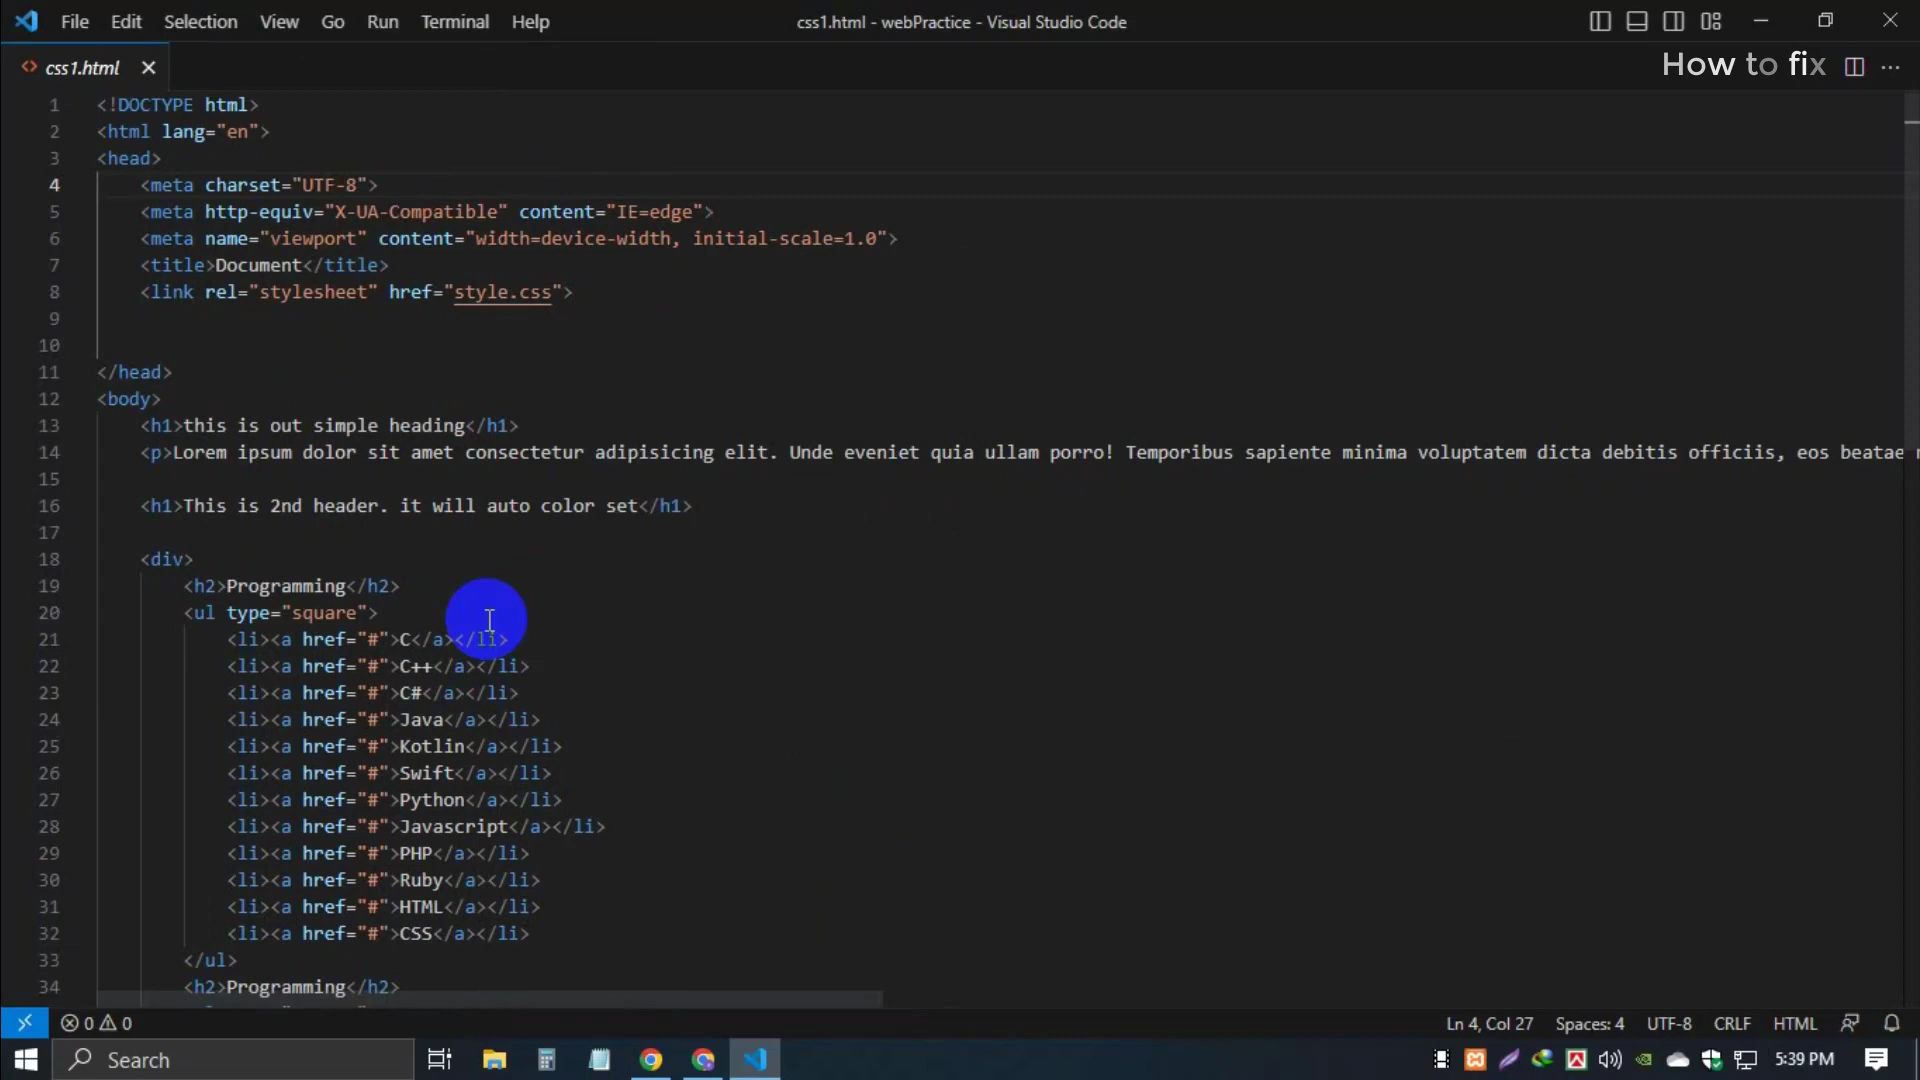 File Edit Selection View Go Run Terminal Help
css1.html - webPractice - Visual Studio Code
css1.html
How to fix
1 <!DOCTYPE html>
2 <html lang="en">
3 <head>
4 <meta charset="UTF-8">
5 <meta http-equiv="X-UA-Compatible" content="IE=edge">
6 <meta name="viewport" content="width=device-width, initial-scale=1.0">
7 <title>Document</title>
8 <link rel="stylesheet" href="style.css">
9
10
11 </head>
12 <body>
13 <h1>this is out simple heading</h1>
14 <p>Lorem ipsum dolor sit amet consectetur adipisicing elit. Unde eveniet quia ullam porro! Temporibus sapiente minima voluptatem dicta debitis officiis, eos beatae
15
16 <h1>This is 2nd header. it will auto color set</h1>
17
18 <div>
19 <h2>Programming</h2>
20 <ul type="square">
21 <li><a href="#">C</a></li>
22 <li><a href="#">C++</a></li>
23 <li><a href="#">C#</a></li>
24 <li><a href="#">Java</a></li>
25 <li><a href="#">Kotlin</a></li>
26 <li><a href="#">Swift</a></li>
27 <li><a href="#">Python</a></li>
28 <li><a href="#">Javascript</a></li>
29 <li><a href="#">PHP</a></li>
30 <li><a href="#">Ruby</a></li>
31 <li><a href="#">HTML</a></li>
32 <li><a href="#">CSS</a></li>
33 </ul>
34 <h2>Programming</h2>
0 0
Ln 4, Col 27 Spaces: 4 UTF-8 CRLF HTML
Search
5:39 PM